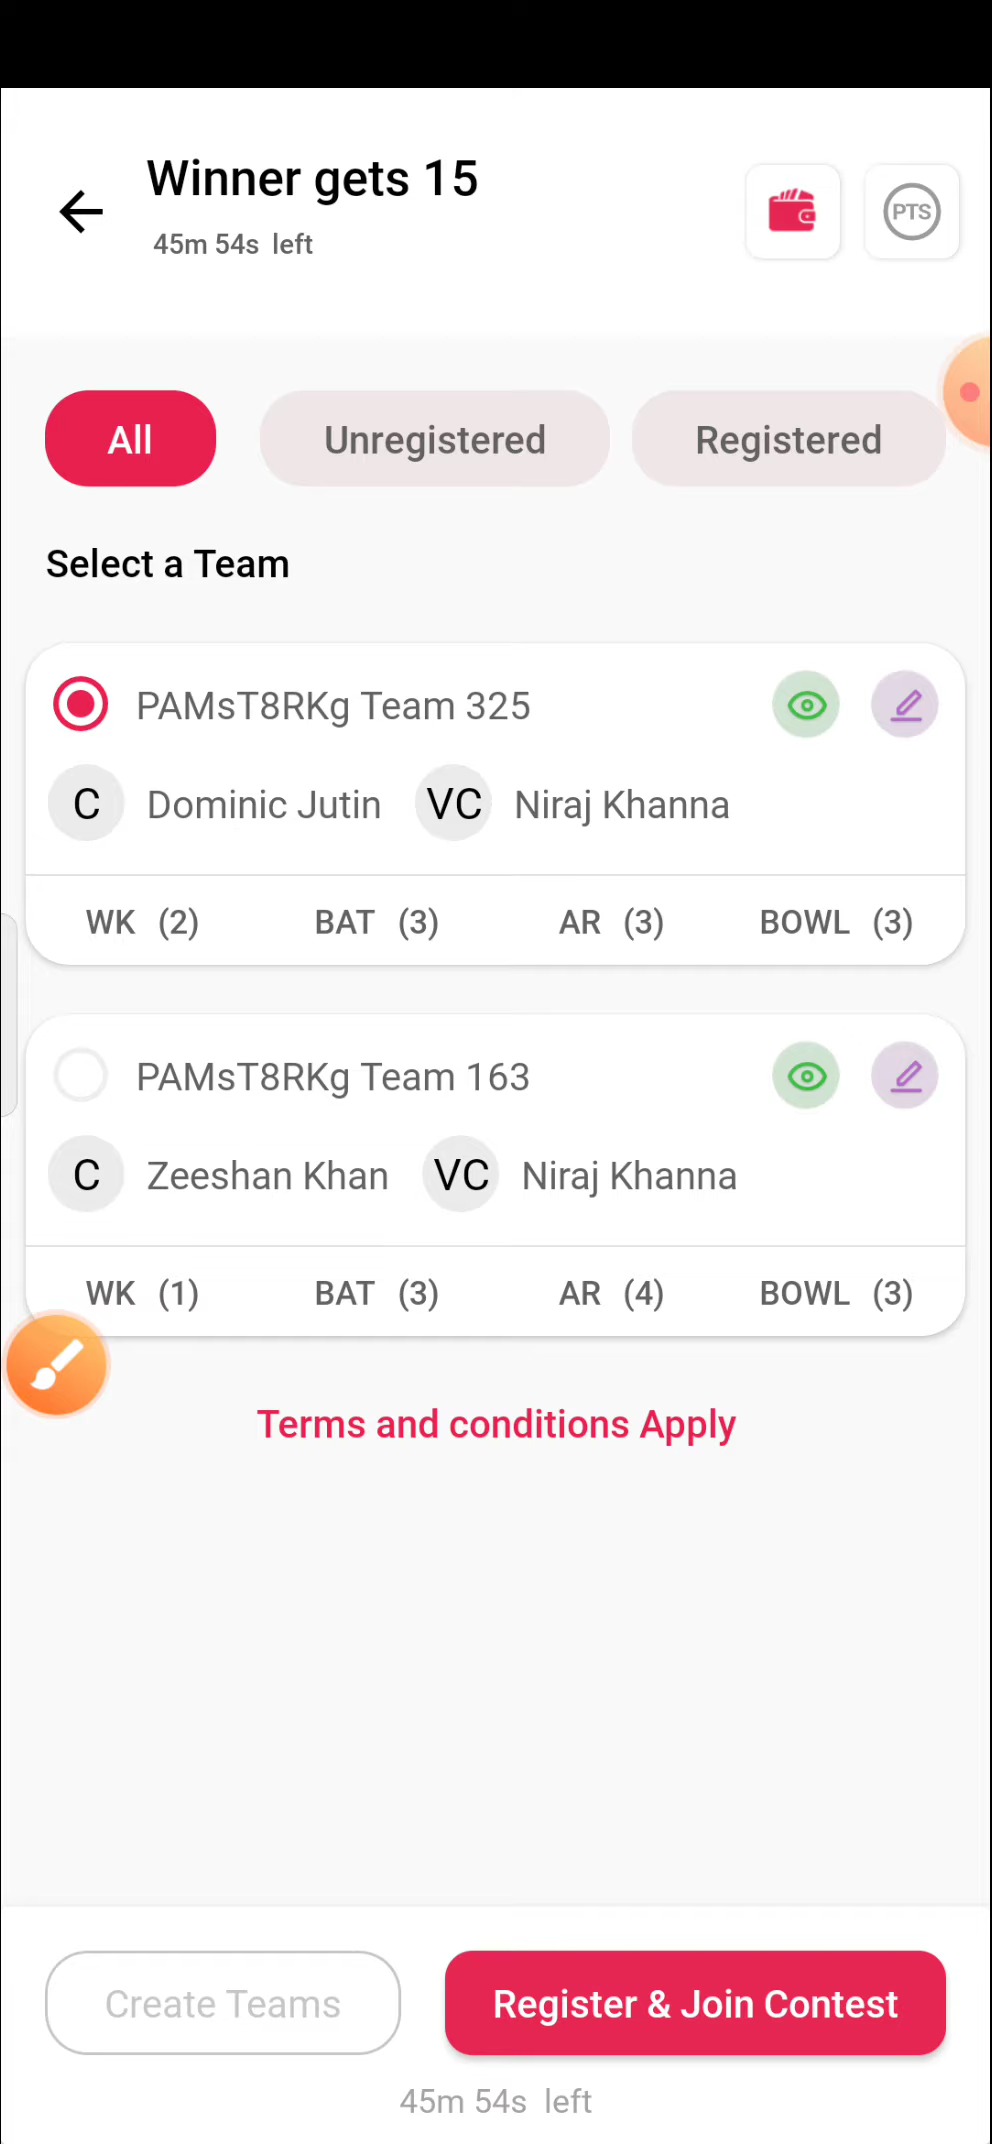 Winner gets 15
45m 54s left
PTS
All Unregistered Registered
Select a Team
PAMsT8RKg Team 325
C Dominic Jutin VC Niraj Khanna
WK (2) BAT (3) AR (3) BOWL (3)
PAMsT8RKg Team 163
C Zeeshan Khan VC Niraj Khanna
WK (1) BAT (3) AR (4) BOWL (3)
Terms and conditions Apply
Create Teams Register & Join Contest
45m 54s left